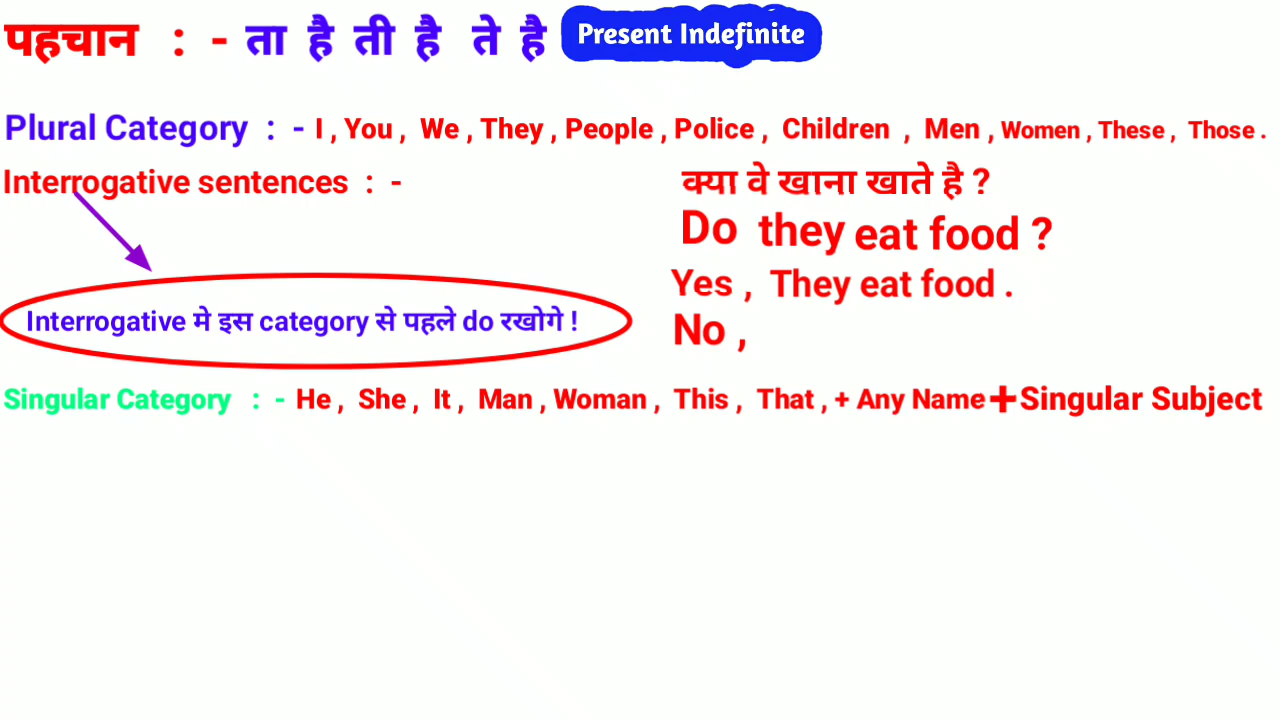 पहचान : - ता है ती है ते है Present Indefinite
Plural Category : - I , You , We , They , People , Police , Children , Men , Women , These , Those .
Interrogative sentences : -
क्या वे खाना खाते है ?
Do they eat food ?
Yes , They eat food .
Interrogative मे इस category से पहले do रखोगे !
No ,
Singular Category : - He , She , It , Man , Woman , This , That , + Any Name + Singular Subject